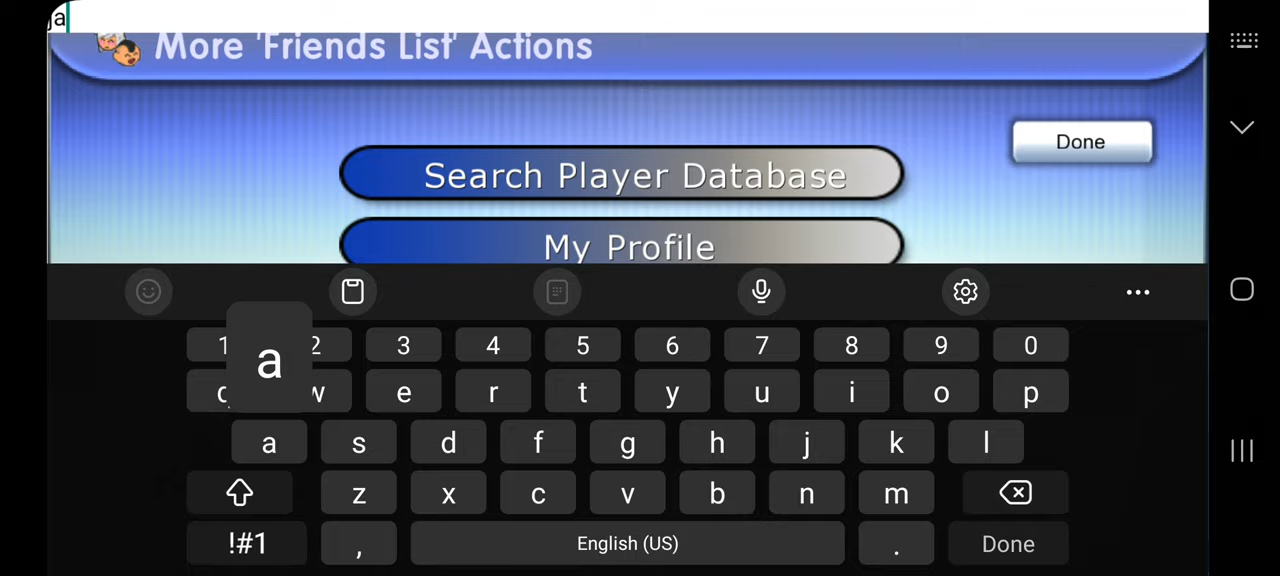 ja
More 'Friends List' Actions
Done
Search Player Database
My Profile
a
1 2 3 4 5 6 7 8 9 0
q w e r t y u i o p
a s d f g h j k l
z x c v b n m
!#1 , English (US) . Done